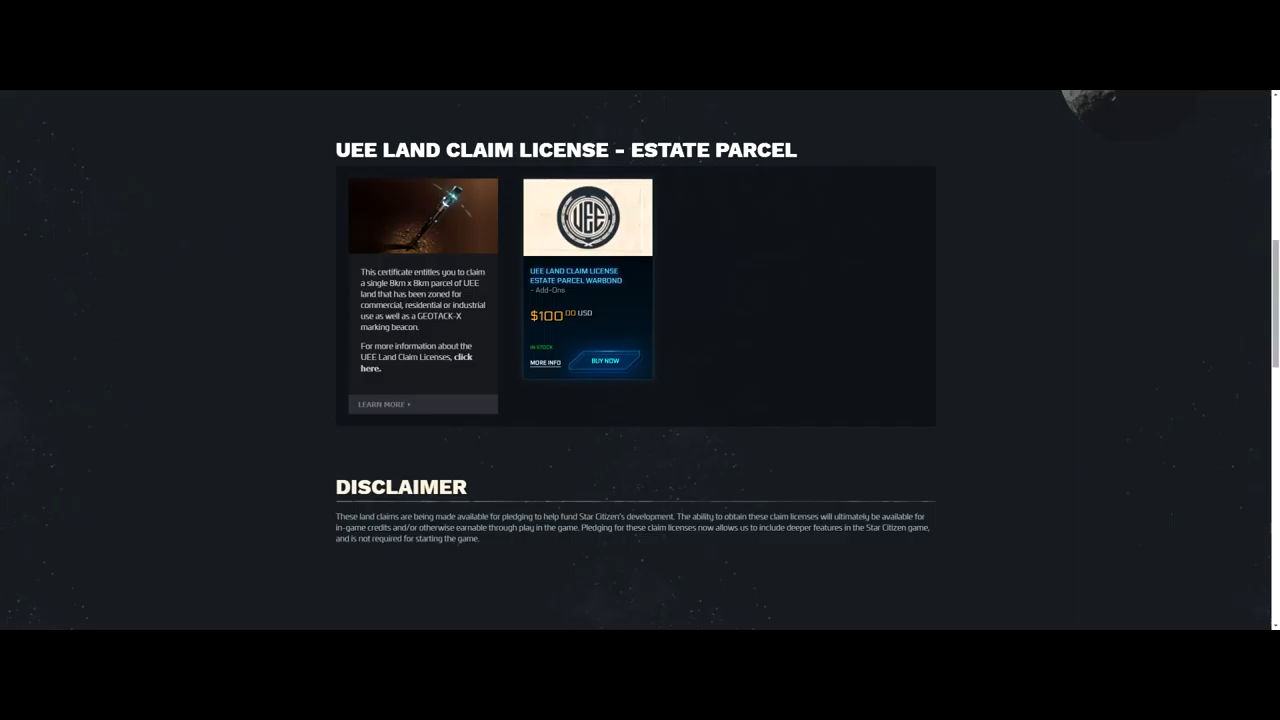 UEE LAND CLAIM LICENSE - ESTATE PARCEL
This certificate entitles you to claim
a single 8km x 8km parcel of UEE
land that has been zoned for
commercial, residential or industrial
use as well as a GEOTACK-X
marking beacon.
For more information about the
UEE Land Claim Licenses, click
here.
LEARN MORE
UEE
UEE LAND CLAIM LICENSE
ESTATE PARCEL WARBOND
- Add-Ons
$100.00 USD
IN STOCK
MORE INFO
BUY NOW
DISCLAIMER
These land claims are being made available for pledging to help fund Star Citizen's development. The ability to obtain these claim licenses will ultimately be available for
in-game credits and/or otherwise earnable through play in the game. Pledging for these claim licenses now allows us to include deeper features in the Star Citizen game,
and is not required for starting the game.